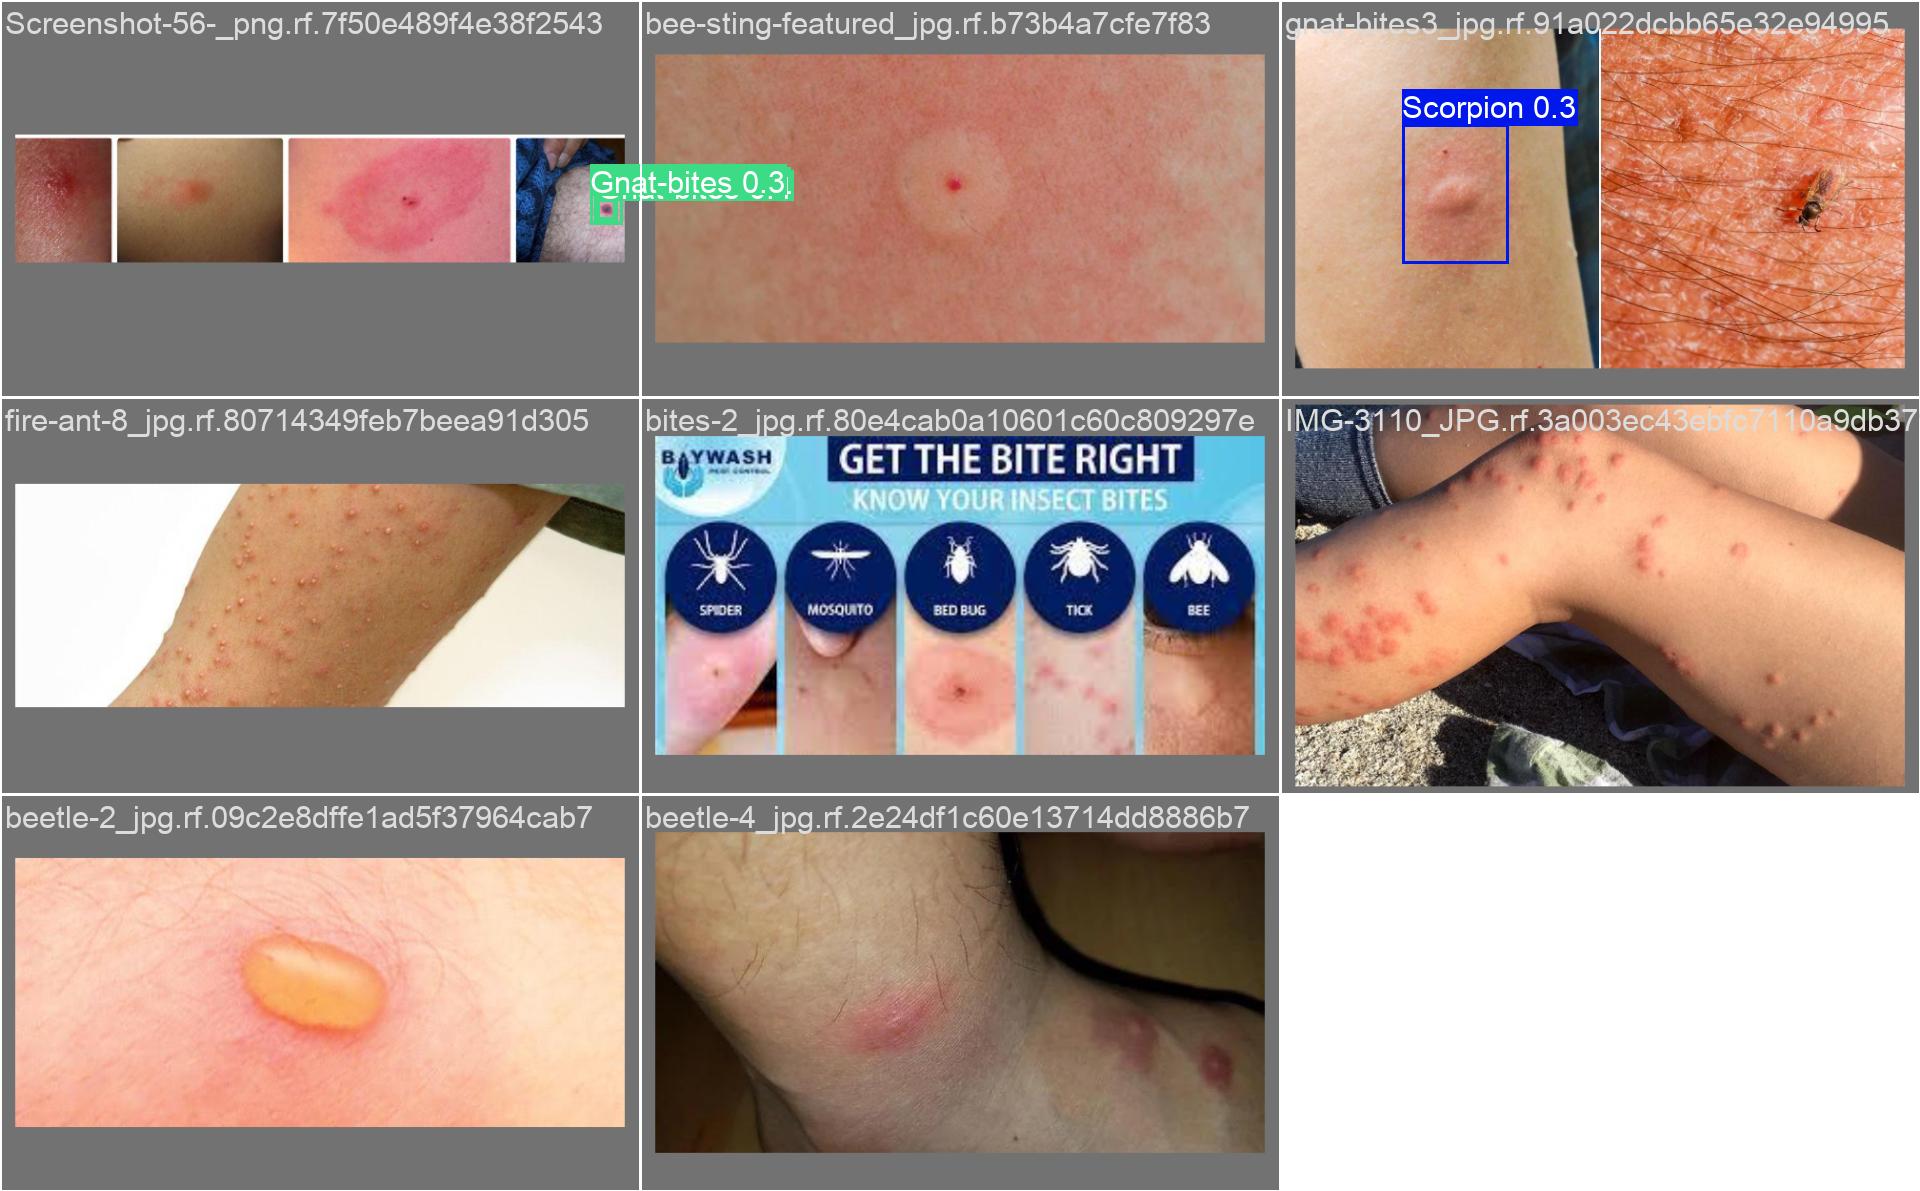 Screenshot-56-_png.rf.7f50e489f4e38f2543
bee-sting-featured_jpg.rf.b73b4a7cfe7f83
gnat-bites3_jpg.rf.91a022dcbb65e32e94995
Scorpion 0.3
Gnat-bites 0.3
fire-ant-8_jpg.rf.80714349feb7beea91d305
bites-2_jpg.rf.80e4cab0a10601c60c809297e
IMG-3110_JPG.rf.3a003ec43ebfc7110a9db37
BAYWASH
PEST CONTROL
GET THE BITE RIGHT
KNOW YOUR INSECT BITES
SPIDER
MOSQUITO
BED BUG
TICK
BEE
beetle-2_jpg.rf.09c2e8dffe1ad5f37964cab7
beetle-4_jpg.rf.2e24df1c60e13714dd8886b7